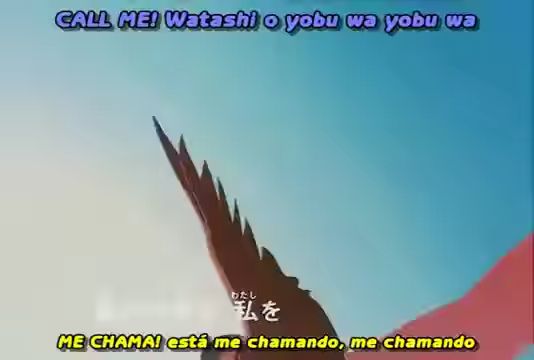 CALL ME! Watashi o yobu wa yobu wa
わたし
私を
ME CHAMA! está me chamando, me chamando